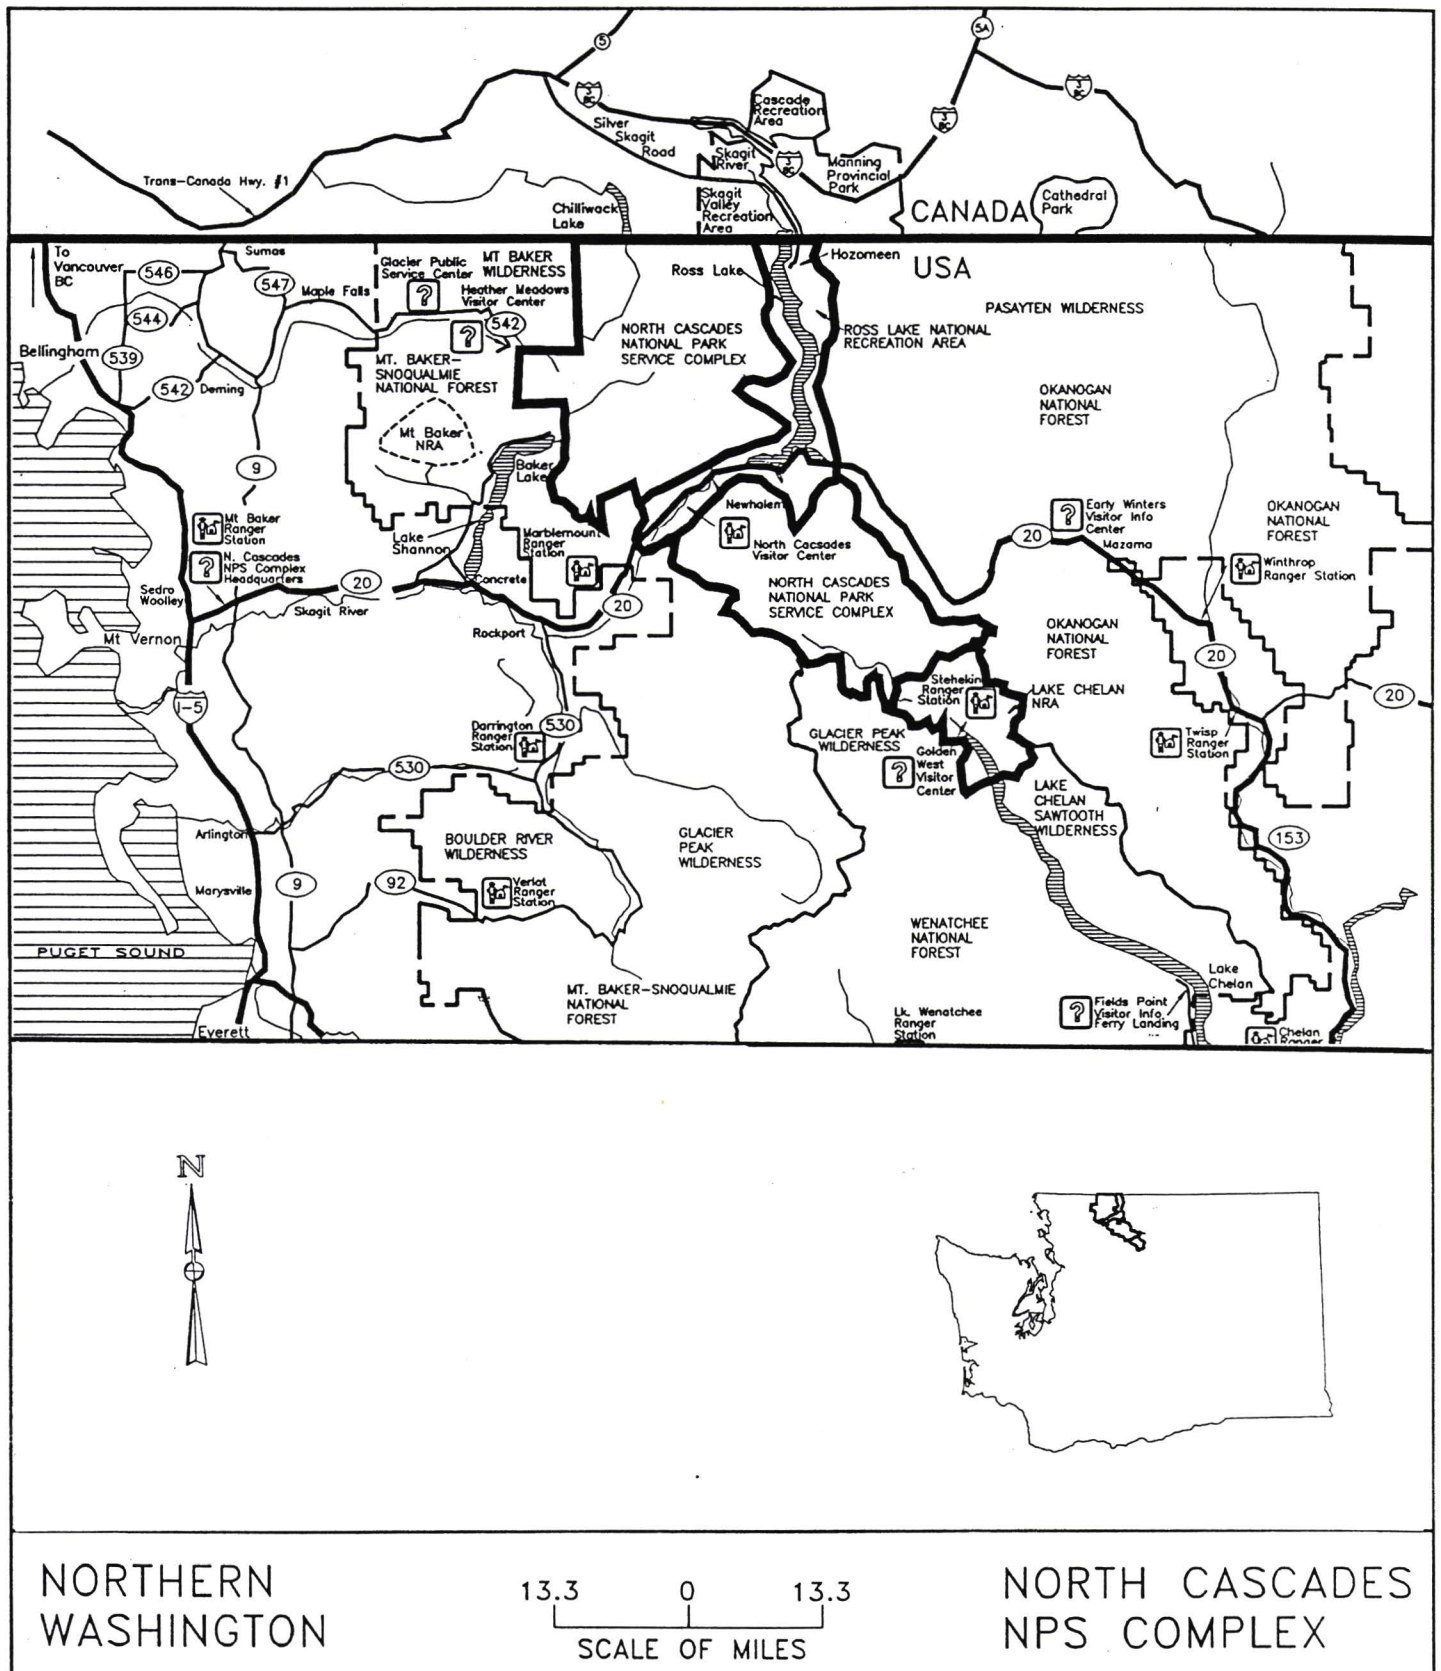 5
5A
3
BC
3
BC
Cascade
Recreation
Area
3
BC
Silver
Skagit
Road
Skagit
River
3
BC
Manning
Provincial
Park
Trans-Canada Hwy. #1
Chilliwack
Lake
Skagit
Valley
Recreation
Area
CANADA
Cathedral
Park
To
Vancouver
BC
Sumas
546
547
Glacier Public
Service Center
MT BAKER
WILDERNESS
?
Heather Meadows
Visitor Center
Maple Falls
544
?
542
Ross Lake
Hozomeen
USA
PASAYTEN WILDERNESS
NORTH CASCADES
NATIONAL PARK
SERVICE COMPLEX
ROSS LAKE NATIONAL
RECREATION AREA
Bellingham
539
542
Deming
MT. BAKER-
SNOQUALMIE
NATIONAL FOREST
OKANOGAN
NATIONAL
FOREST
Mt Baker
NRA
9
Baker
Lake
Mt Baker
Ranger
Station
?
N. Cascades
NPS Complex
Headquarters
Lake
Shannon
Marblemount
Ranger
Station
Newhalem
North Cacsades
Visitor Center
?
Early Winters
Visitor Info
Center
20
Mazama
OKANOGAN
NATIONAL
FOREST
Winthrop
Ranger Station
Sedro
Woolley
20
Skagit River
Concrete
20
NORTH CASCADES
NATIONAL PARK
SERVICE COMPLEX
Mt Vernon
Rockport
OKANOGAN
NATIONAL
FOREST
20
20
I-5
Stehekin
Ranger
Station
LAKE CHELAN
NRA
Darrington
Ranger
Station
530
530
GLACIER PEAK
WILDERNESS
?
Golden
West
Visitor
Center
Twisp
Ranger
Station
LAKE
CHELAN
SAWTOOTH
WILDERNESS
Arlington
BOULDER RIVER
WILDERNESS
GLACIER
PEAK
WILDERNESS
153
Marysville
9
92
Verlot
Ranger
Station
WENATCHEE
NATIONAL
FOREST
PUGET SOUND
MT. BAKER-SNOQUALMIE
NATIONAL
FOREST
Lake
Chelan
?
Fields Point
Visitor Info
Ferry Landing
Everett
Lk. Wenatchee
Ranger
Station
Chelan
Ranger
N
NORTHERN
WASHINGTON
13.3 0 13.3
SCALE OF MILES
NORTH CASCADES
NPS COMPLEX